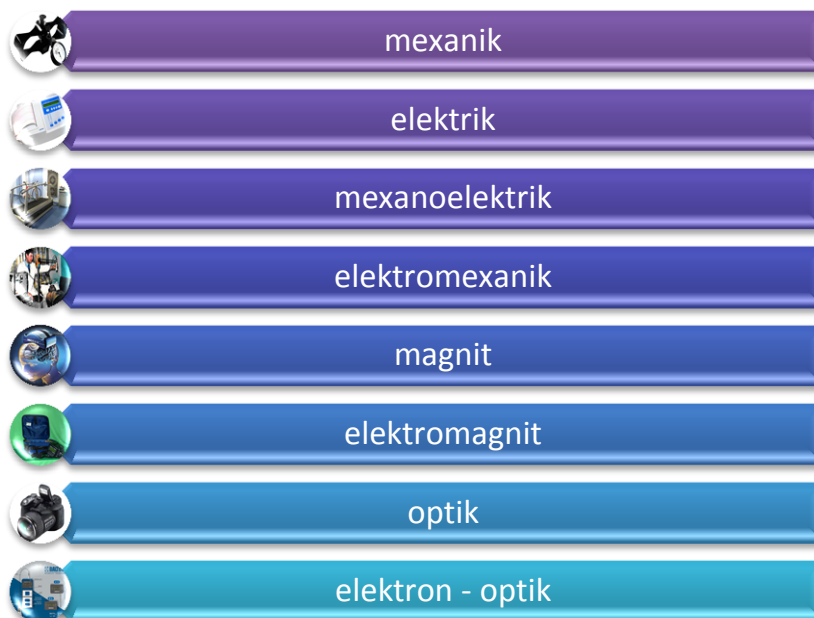 mexanik
elektrik
mexanoelektrik
elektromexanik
magnit
elektromagnit
optik
elektron - optik